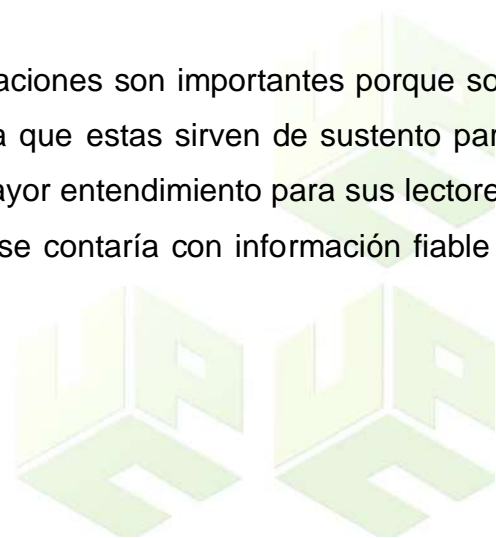 aciones son importantes porque so
a que estas sirven de sustento par
ayor entendimiento para sus lectore
se contaría con información fiable